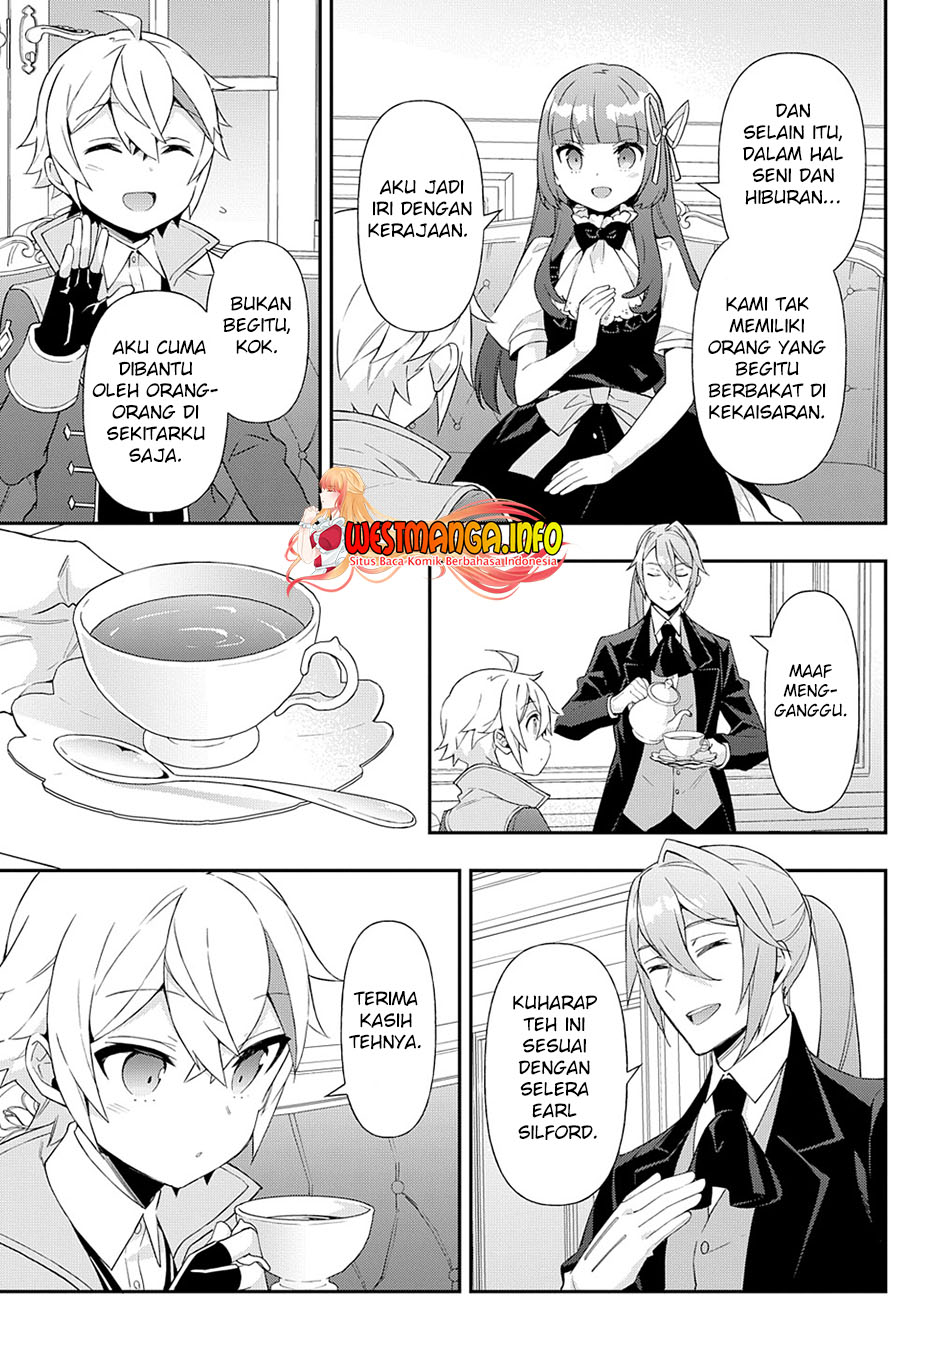 DAN
SELAIN ITU,
DALAM HAL
SENI DAN
HIBURAN...
KAMI TAK
MEMILIKI
ORANG YANG
BEGITU
BERBAKAT DI
KEKAISARAN.
AKU JADI
IRI DENGAN
KERAJAAN.
BUKAN
BEGITU,
KOK.
AKU CUMA
DIBANTU
OLEH ORANG-
ORANG DI
SEKITARKU
SAJA.
WESTMANGA.INFO
Situs Baca Komik Berbahasa Indonesia
MAAF
MENG-
GANGGU.
KUHARAP
TEH INI
SESUAI
DENGAN
SELERA
EARL
SILFORD.
TERIMA
KASIH
TEHNYA.